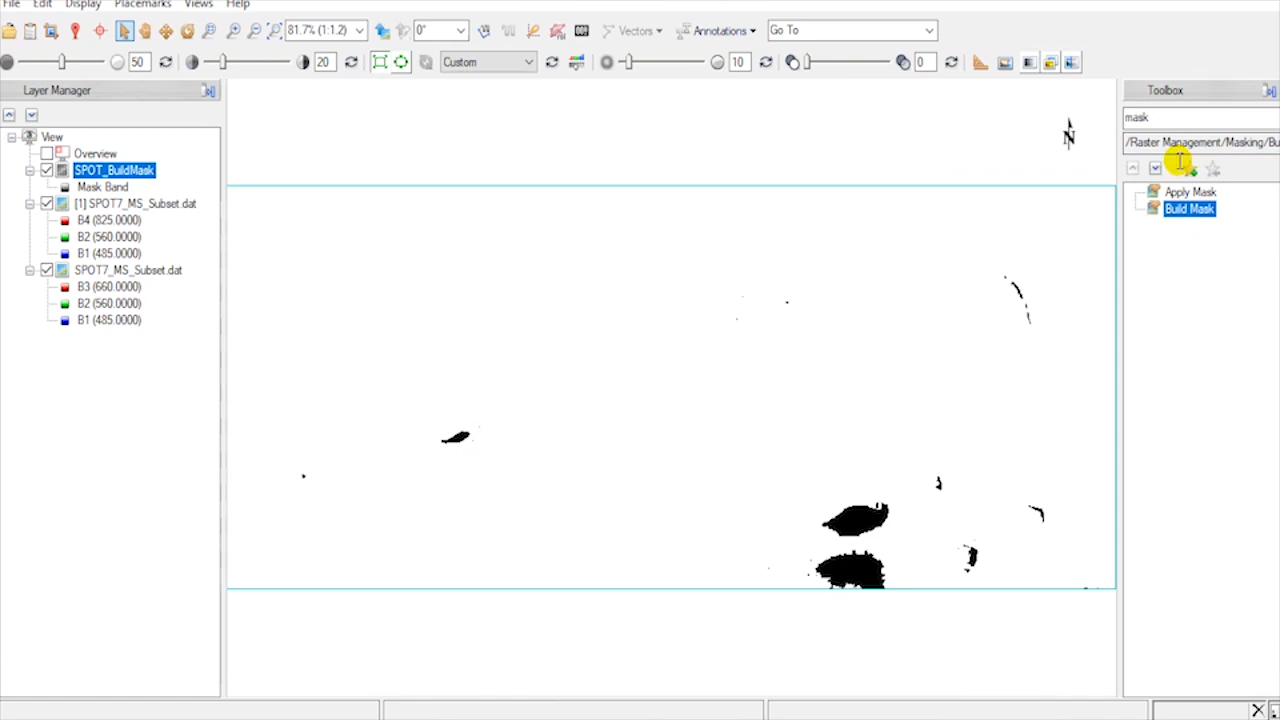 File Edit Display Placemarks Views Help
81.7% (1:1.2) 0° Vectors Annotations Go To
50 20 Custom 10 0
Layer Manager
Toolbox
mask
/Raster Management/Masking/Bu
View
Overview
SPOT_BuildMask
Mask Band
[1] SPOT7_MS_Subset.dat
B4 (825.0000)
B2 (560.0000)
B1 (485.0000)
SPOT7_MS_Subset.dat
B3 (660.0000)
B2 (560.0000)
B1 (485.0000)
Apply Mask
Build Mask
N